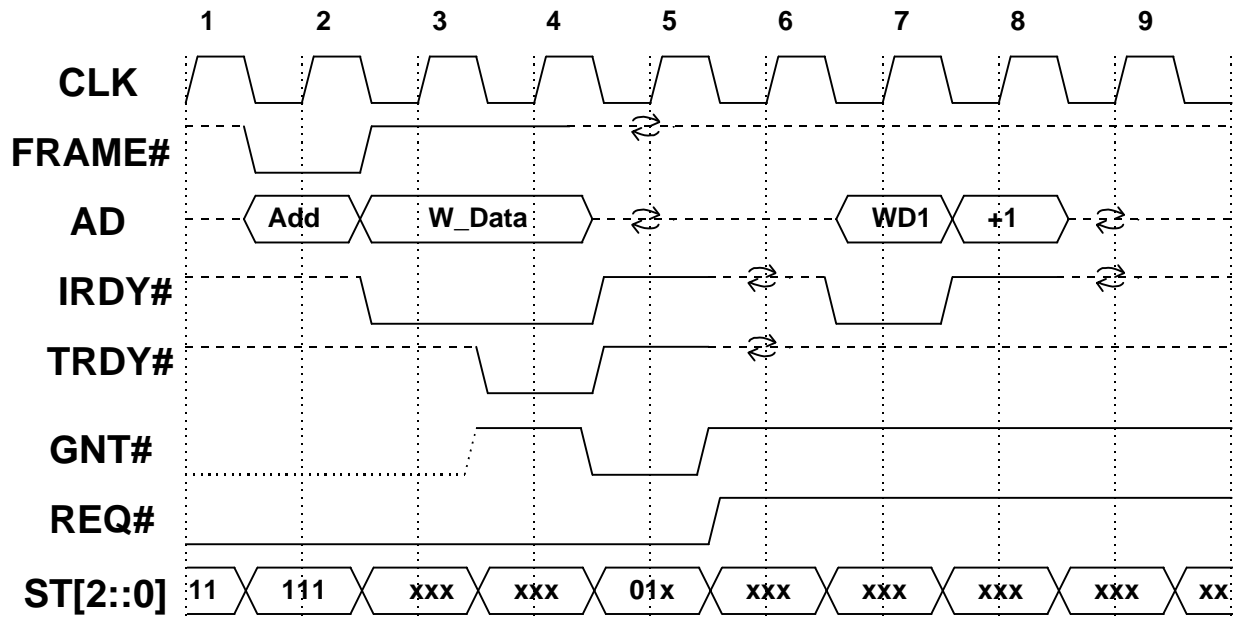 1 2 3 4 5 6 7 8 9
CLK
FRAME#
AD Add W_Data WD1 +1
IRDY#
TRDY#
GNT#
REQ#
ST[2::0] 11 111 xxx xxx 01x xxx xxx xxx xxx xx